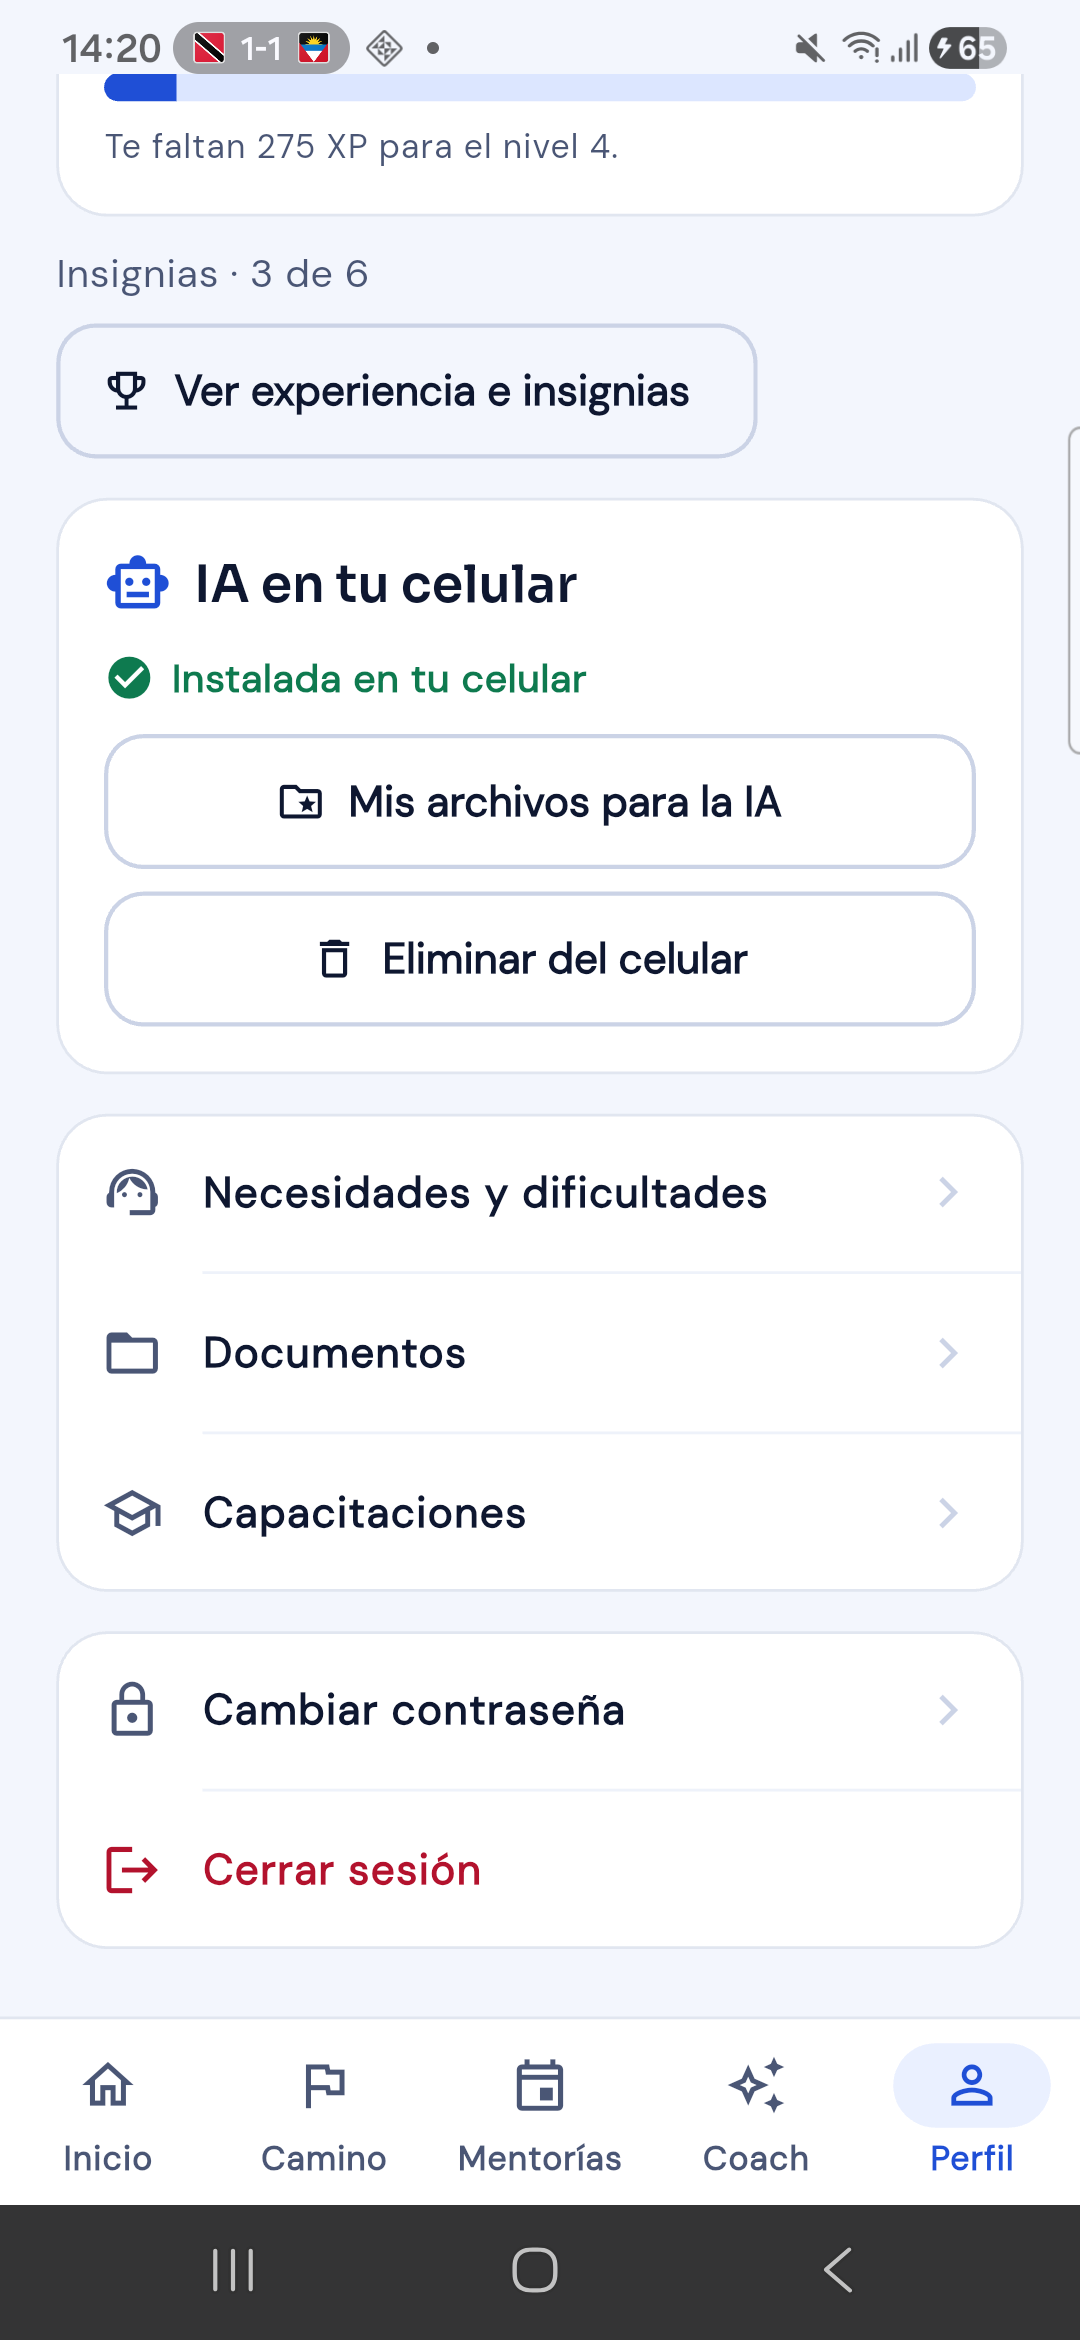 14:20
1-1
65
Te faltan 275 XP para el nivel 4.
Insignias · 3 de 6
Ver experiencia e insignias
IA en tu celular
Instalada en tu celular
Mis archivos para la IA
Eliminar del celular
Necesidades y dificultades
Documentos
Capacitaciones
Cambiar contraseña
Cerrar sesión
Inicio
Camino
Mentorías
Coach
Perfil